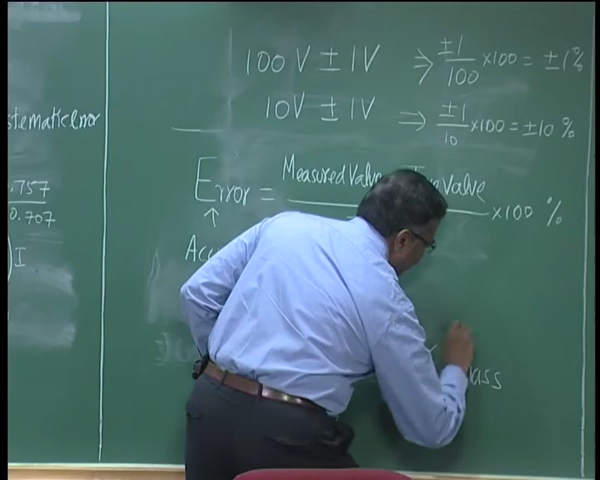 100 V ± 1V ⇒ ±1/100 ×100 = ±1%
10V ± 1V ⇒ ±1/10 ×100 = ±10 %
stematic Error
.757
0.707
) I
Error = Measured Value Value ×100 %
↑
Acc
ass